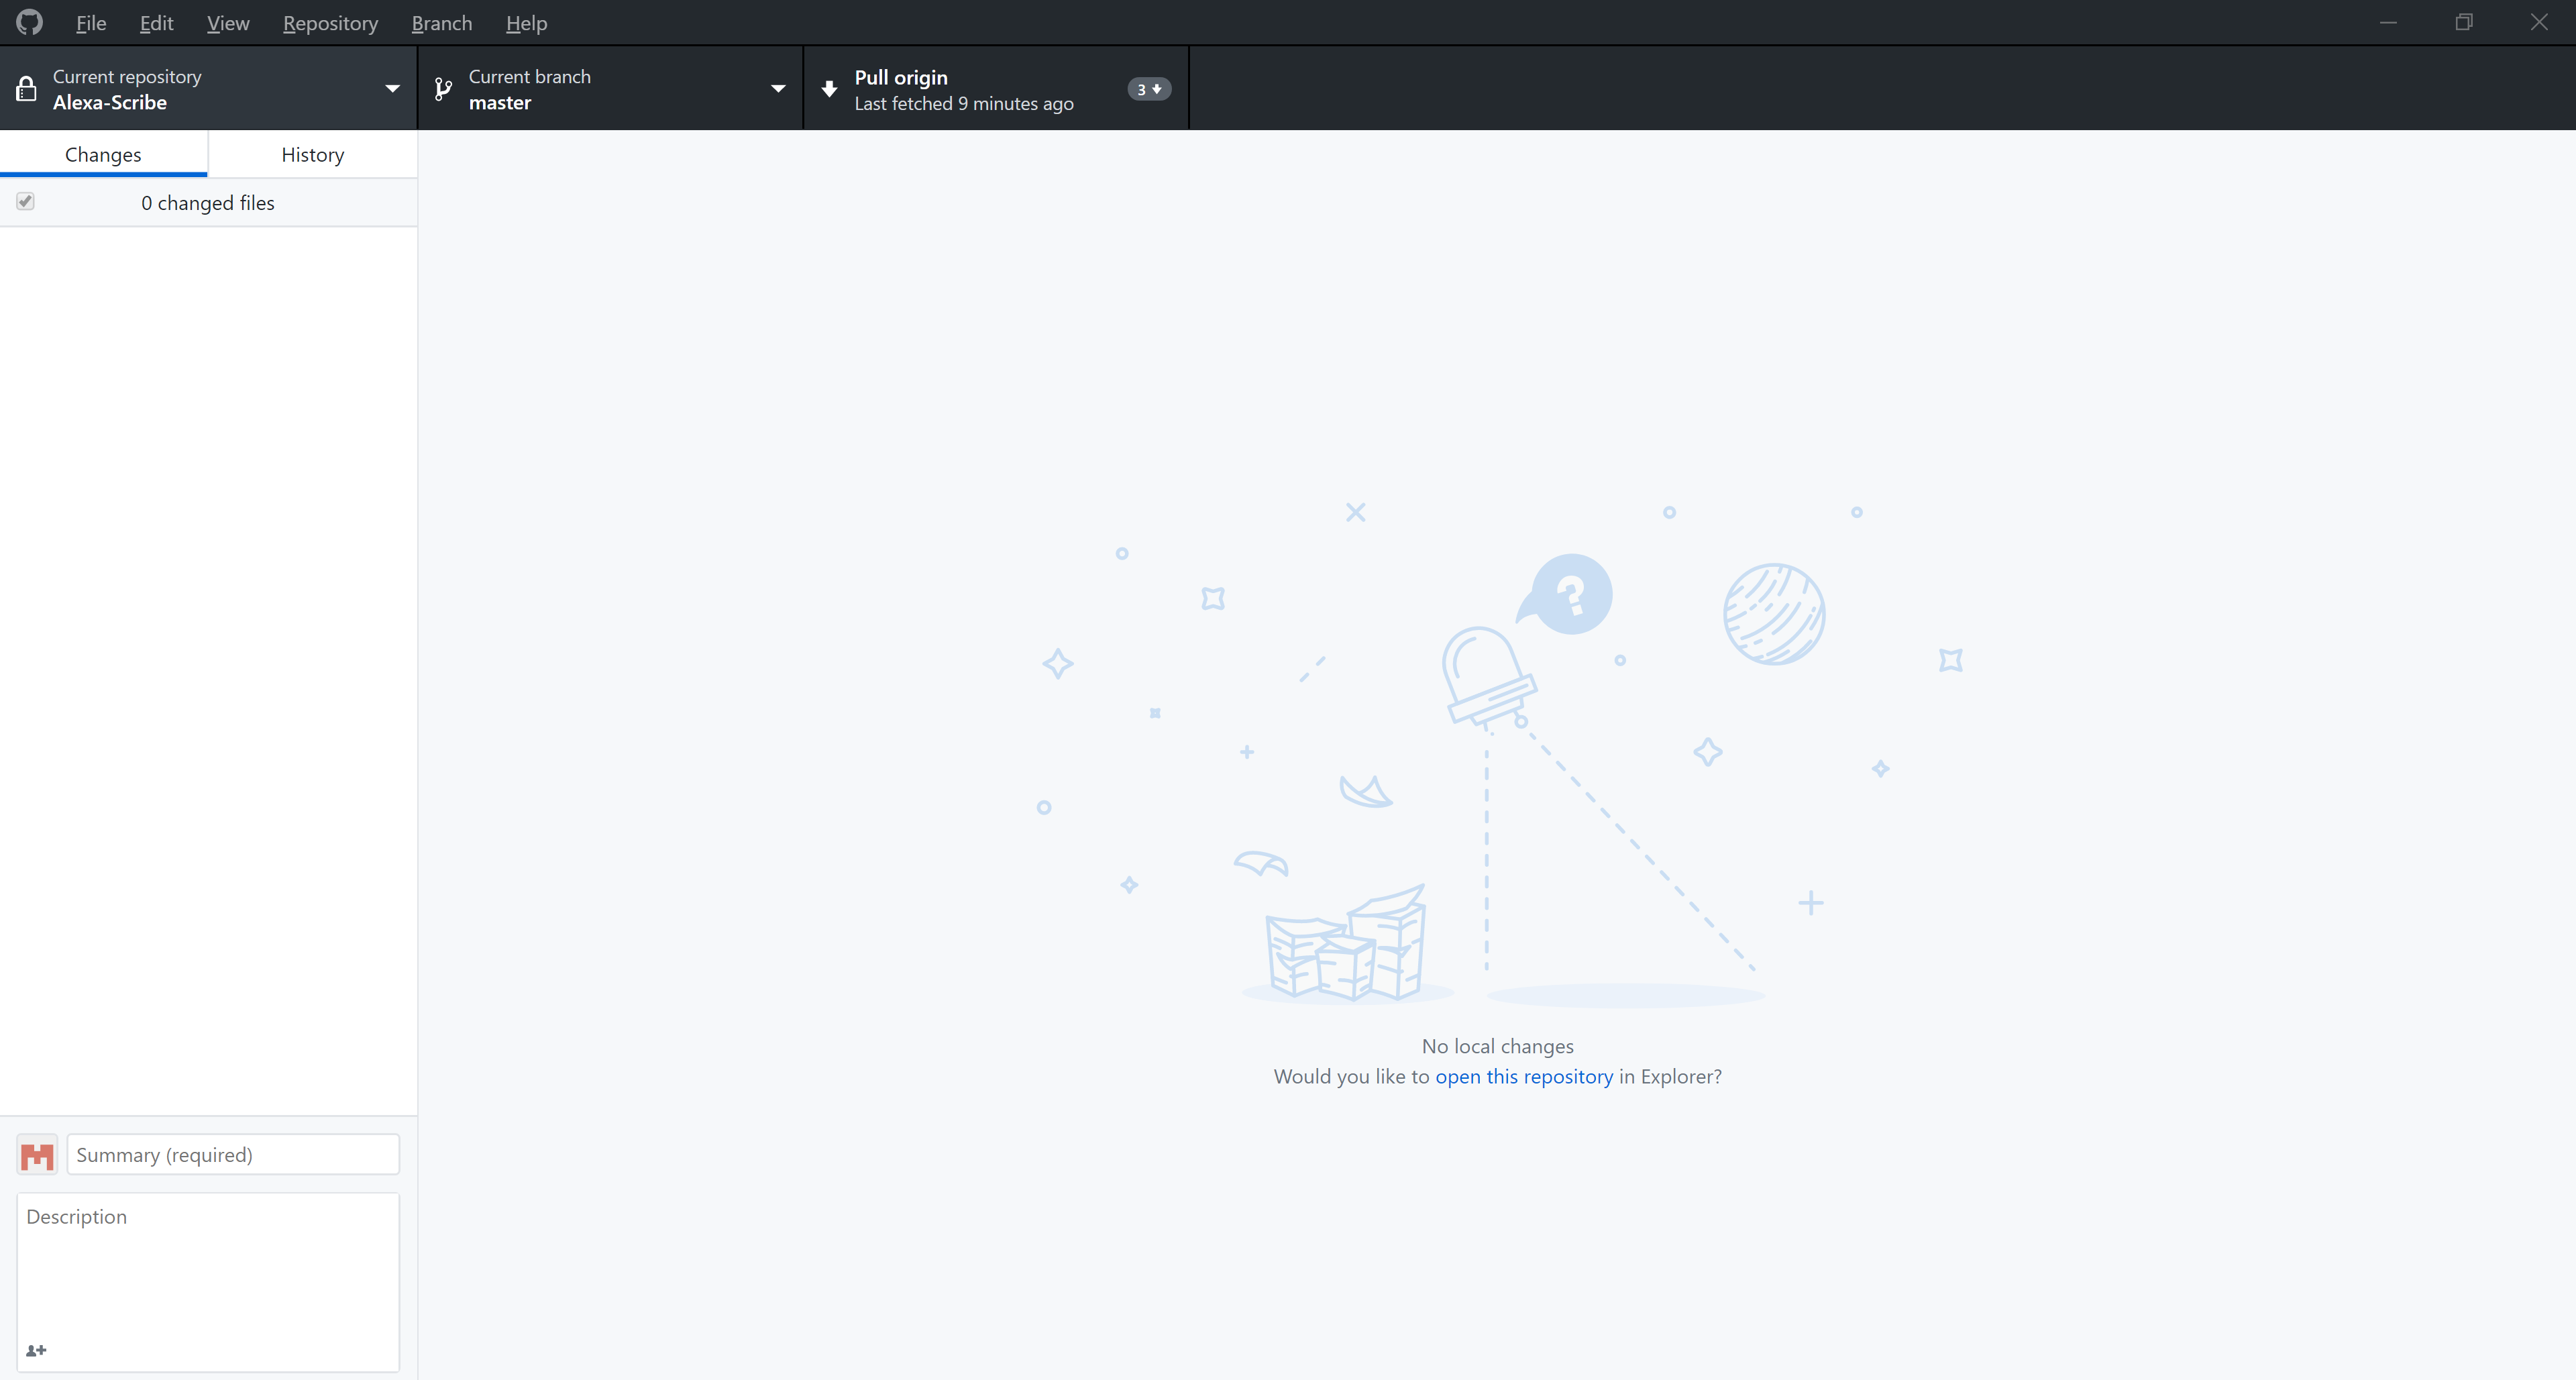 File Edit View Repository Branch Help
Current repository
Alexa-Scribe
Current branch
master
Pull origin
Last fetched 9 minutes ago
3
Changes
History
0 changed files
?
No local changes
Would you like to open this repository in Explorer?
Summary (required)
Description